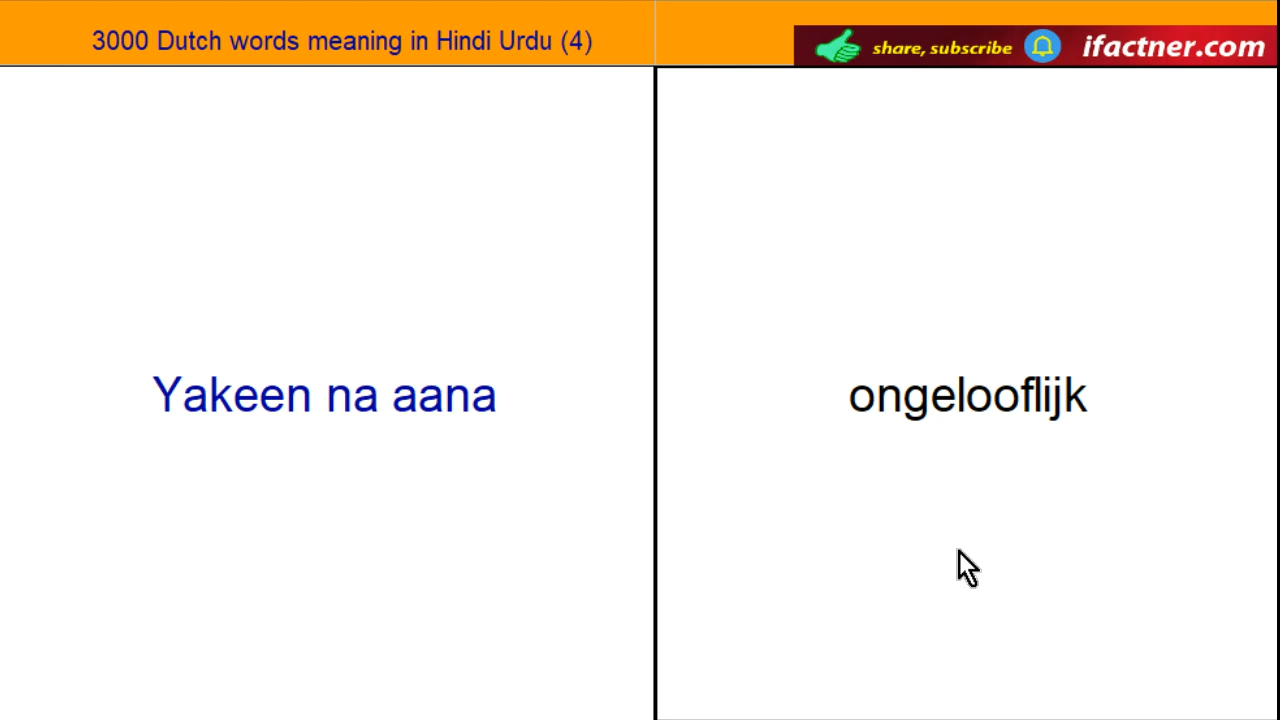 3000 Dutch words meaning in Hindi Urdu (4)
share, subscribe ifactner.com
Yakeen na aana
ongelooflijk